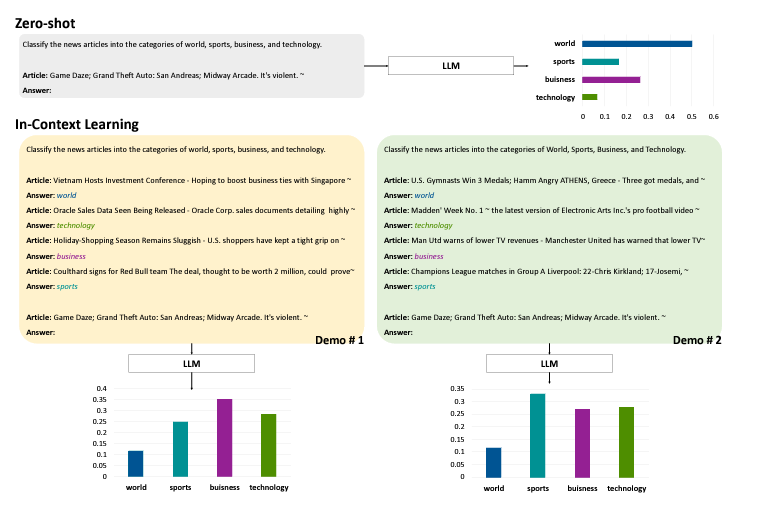 Zero-shot
Classify the news articles into the categories of world, sports, business, and technology.
Article: Game Daze; Grand Theft Auto: San Andreas; Midway Arcade. It's violent. ~
Answer:
LLM
world
sports
buisness
technology
0 0.1 0.2 0.3 0.4 0.5 0.6
In-Context Learning
Classify the news articles into the categories of world, sports, business, and technology.
Article: Vietnam Hosts Investment Conference - Hoping to boost business ties with Singapore ~
Answer: world
Article: Oracle Sales Data Seen Being Released - Oracle Corp. sales documents detailing highly ~
Answer: technology
Article: Holiday-Shopping Season Remains Sluggish - U.S. shoppers have kept a tight grip on ~
Answer: business
Article: Coulthard signs for Red Bull team The deal, thought to be worth 2 million, could prove~
Answer: sports
Article: Game Daze; Grand Theft Auto: San Andreas; Midway Arcade. It's violent. ~
Answer:
Demo # 1
LLM
0.4
0.35
0.3
0.25
0.2
0.15
0.1
0.05
0
world sports buisness technology
Classify the news articles into the categories of World, Sports, Business, and Technology.
Article: U.S. Gymnasts Win 3 Medals; Hamm Angry ATHENS, Greece - Three got medals, and ~
Answer: world
Article: Madden' Week No. 1 ~ the latest version of Electronic Arts Inc.'s pro football video ~
Answer: technology
Article: Man Utd warns of lower TV revenues - Manchester United has warned that lower TV~
Answer: business
Article: Champions League matches in Group A Liverpool: 22-Chris Kirkland; 17-Josemi, ~
Answer: sports
Article: Game Daze; Grand Theft Auto: San Andreas; Midway Arcade. It's violent. ~
Answer:
Demo # 2
LLM
0.35
0.3
0.25
0.2
0.15
0.1
0.05
0
world sports buisness technology